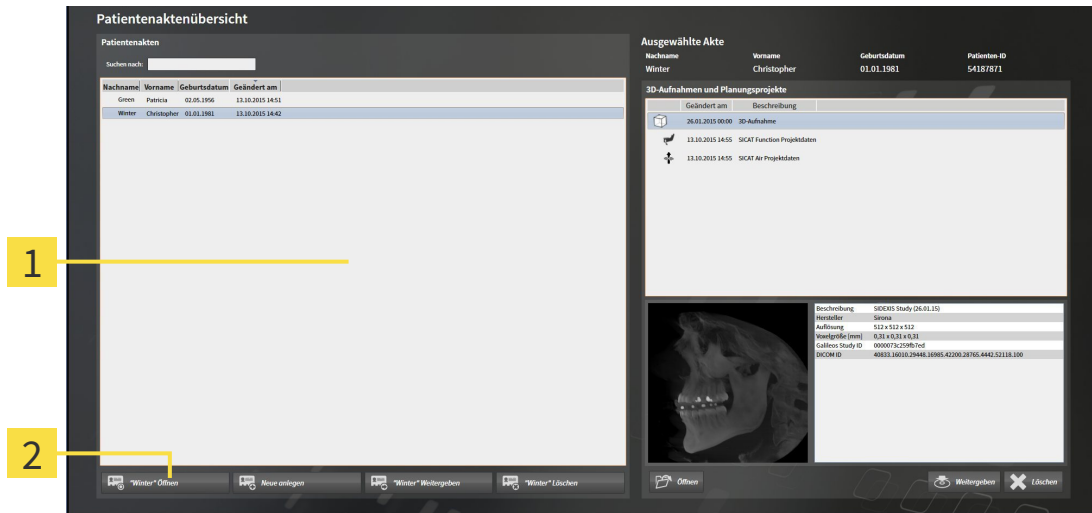 Patientenaktenübersicht
Patientenakten
Suchen nach:
Nachname Vorname Geburtsdatum Geändert am
Green Patricia 02.05.1956 13.10.2015 14:51
Winter Christopher 01.01.1981 13.10.2015 14:42
1
2
"Winter" Öffnen
Neue anlegen
"Winter" Weitergeben
"Winter" Löschen
Ausgewählte Akte
Nachname Vorname Geburtsdatum Patienten-ID
Winter Christopher 01.01.1981 54187871
3D-Aufnahmen und Planungsprojekte
Geändert am Beschreibung
26.01.2015 00:00 3D-Aufnahme
13.10.2015 14:55 SICAT Function Projektdaten
13.10.2015 14:55 SICAT Air Projektdaten
Beschreibung SIDEXIS Study (26.01.15)
Hersteller Sirona
Auflösung 512 x 512 x 512
Voxelgröße [mm] 0,31 x 0,31 x 0,31
Galileos Study ID 0000073c259fb7ed
DICOM ID 40833.16010.29448.16985.42200.28765.4442.52118.100
Öffnen
Weitergeben
Löschen